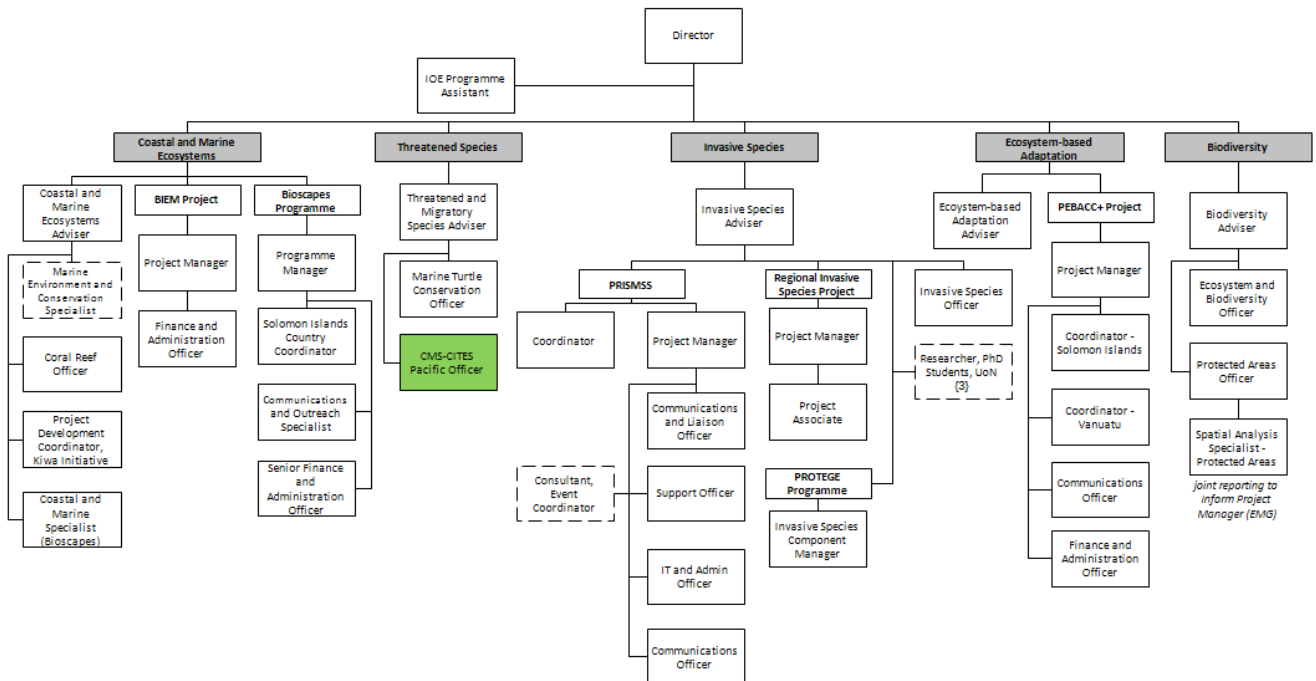 Director
IOE Programme
Assistant
Coastal and Marine
Ecosystems
Threatened Species
Invasive Species
Ecosystem-based
Adaptation
Biodiversity
Coastal and
Marine
Ecosystems
Adviser
BIEM Project
Bioscapes
Programme
Threatened and
Migratory
Species Adviser
Invasive Species
Adviser
Ecosystem-based
Adaptation
Adviser
PEBACC+ Project
Biodiversity
Adviser
Marine
Environment and
Conservation
Specialist
Project Manager
Programme
Manager
Marine Turtle
Conservation
Officer
PRISMSS
Regional Invasive
Species Project
Invasive Species
Officer
Project Manager
Ecosystem and
Biodiversity
Officer
Coral Reef
Officer
Finance and
Administration
Officer
Solomon Islands
Country
Coordinator
CMS-CITES
Pacific Officer
Coordinator
Project Manager
Project Manager
Researcher, PhD
Students, UoN
{3}
Coordinator -
Solomon Islands
Protected Areas
Officer
Project
Development
Coordinator,
Kiwa Initiative
Communications
and Outreach
Specialist
Communications
and Liaison
Officer
Project
Associate
Coordinator -
Vanuatu
Spatial Analysis
Specialist -
Protected Areas
joint reporting to
Inform Project
Manager (EMG)
Coastal and
Marine
Specialist
(Bioscapes)
Senior Finance
and
Administration
Officer
Consultant,
Event
Coordinator
Support Officer
PROTEGE
Programme
Communications
Officer
Invasive Species
Component
Manager
Finance and
Administration
Officer
IT and Admin
Officer
Communications
Officer